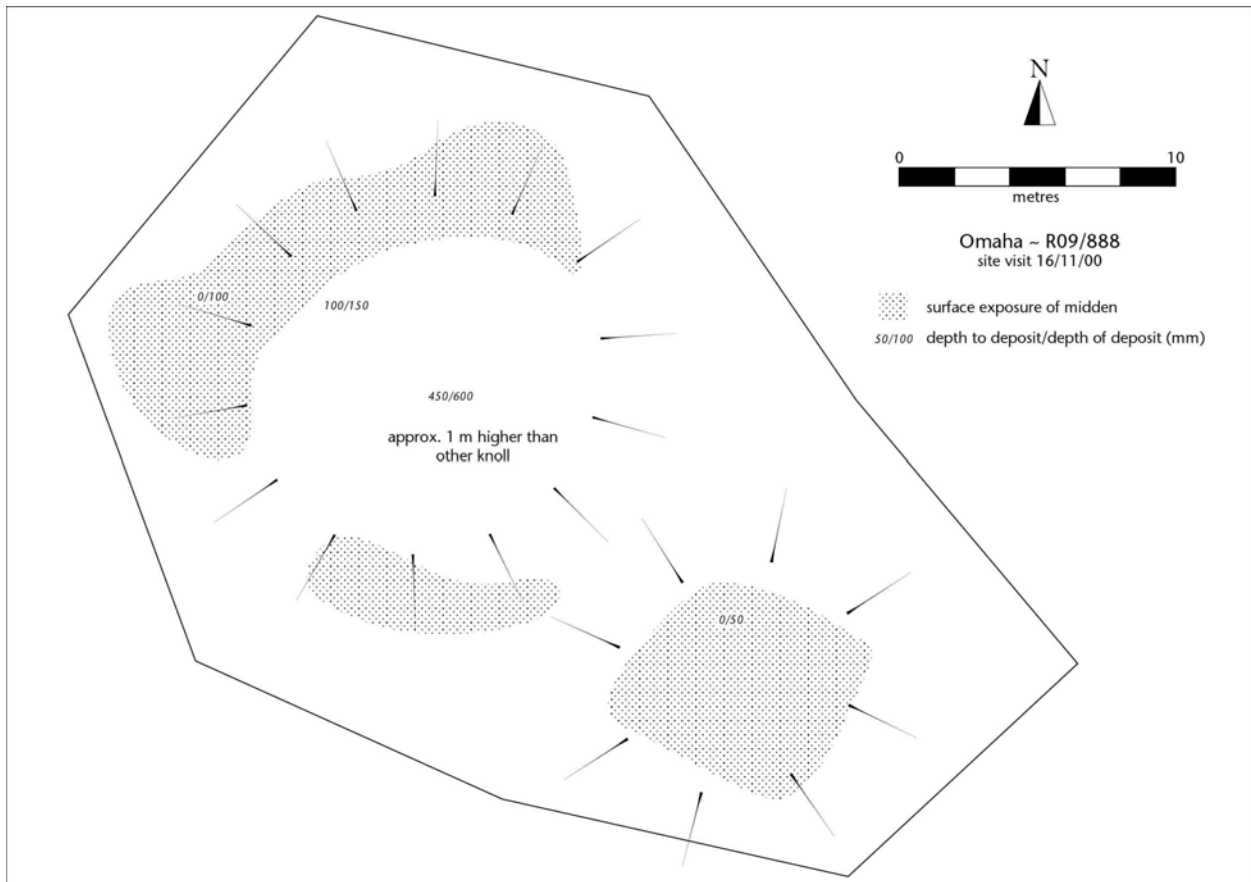 N
0 10
metres
Omaha ~ R09/888
site visit 16/11/00
surface exposure of midden
50/100 depth to deposit/depth of deposit (mm)
0/100
100/150
450/600
approx. 1 m higher than
other knoll
0/50